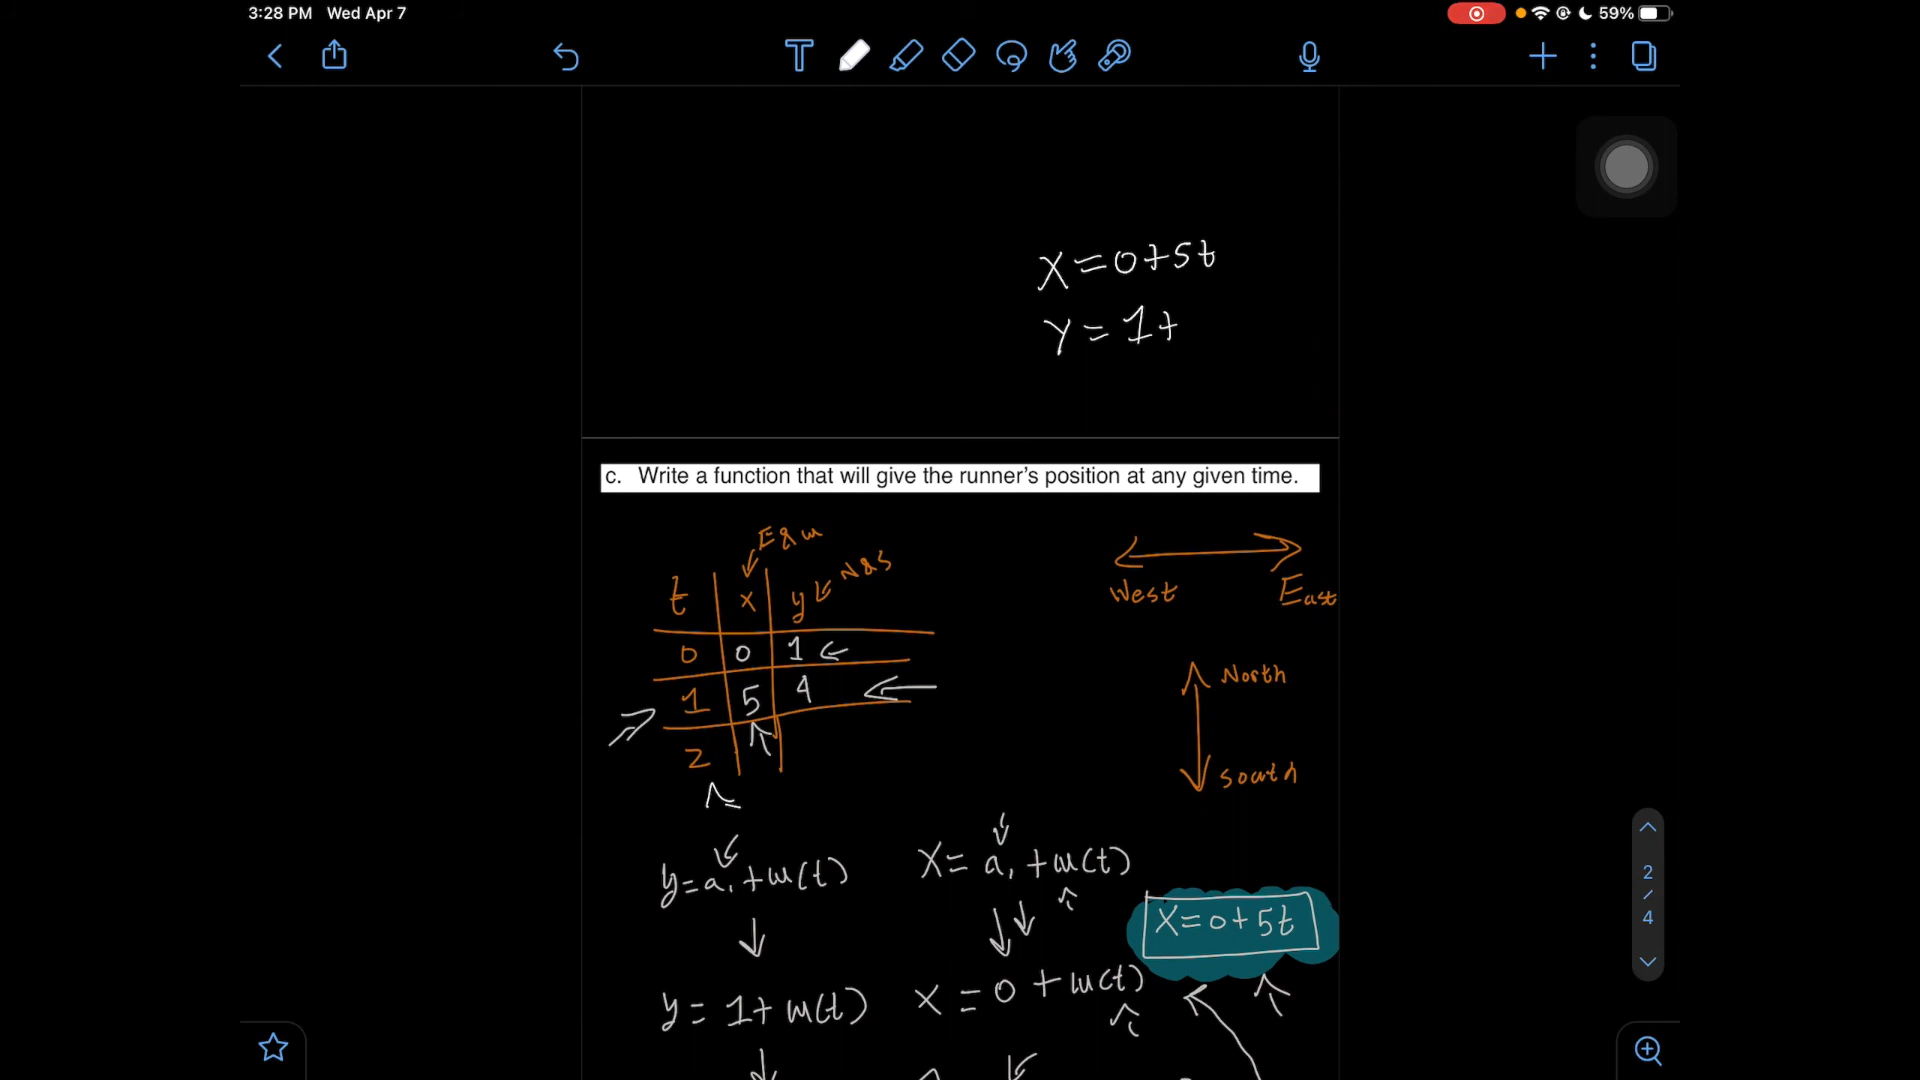 3:28 PM Wed Apr 7
59%
T
X=0+5t
Y=1+
c. Write a function that will give the runner's position at any given time.
E&W
N&S
t x y
0 0 1
1 5 4
2
West East
North
South
y=a₁+m(t) X=a₁+m(t)
X=0+5t
y=1+m(t) X=0+m(t)
2
/
4